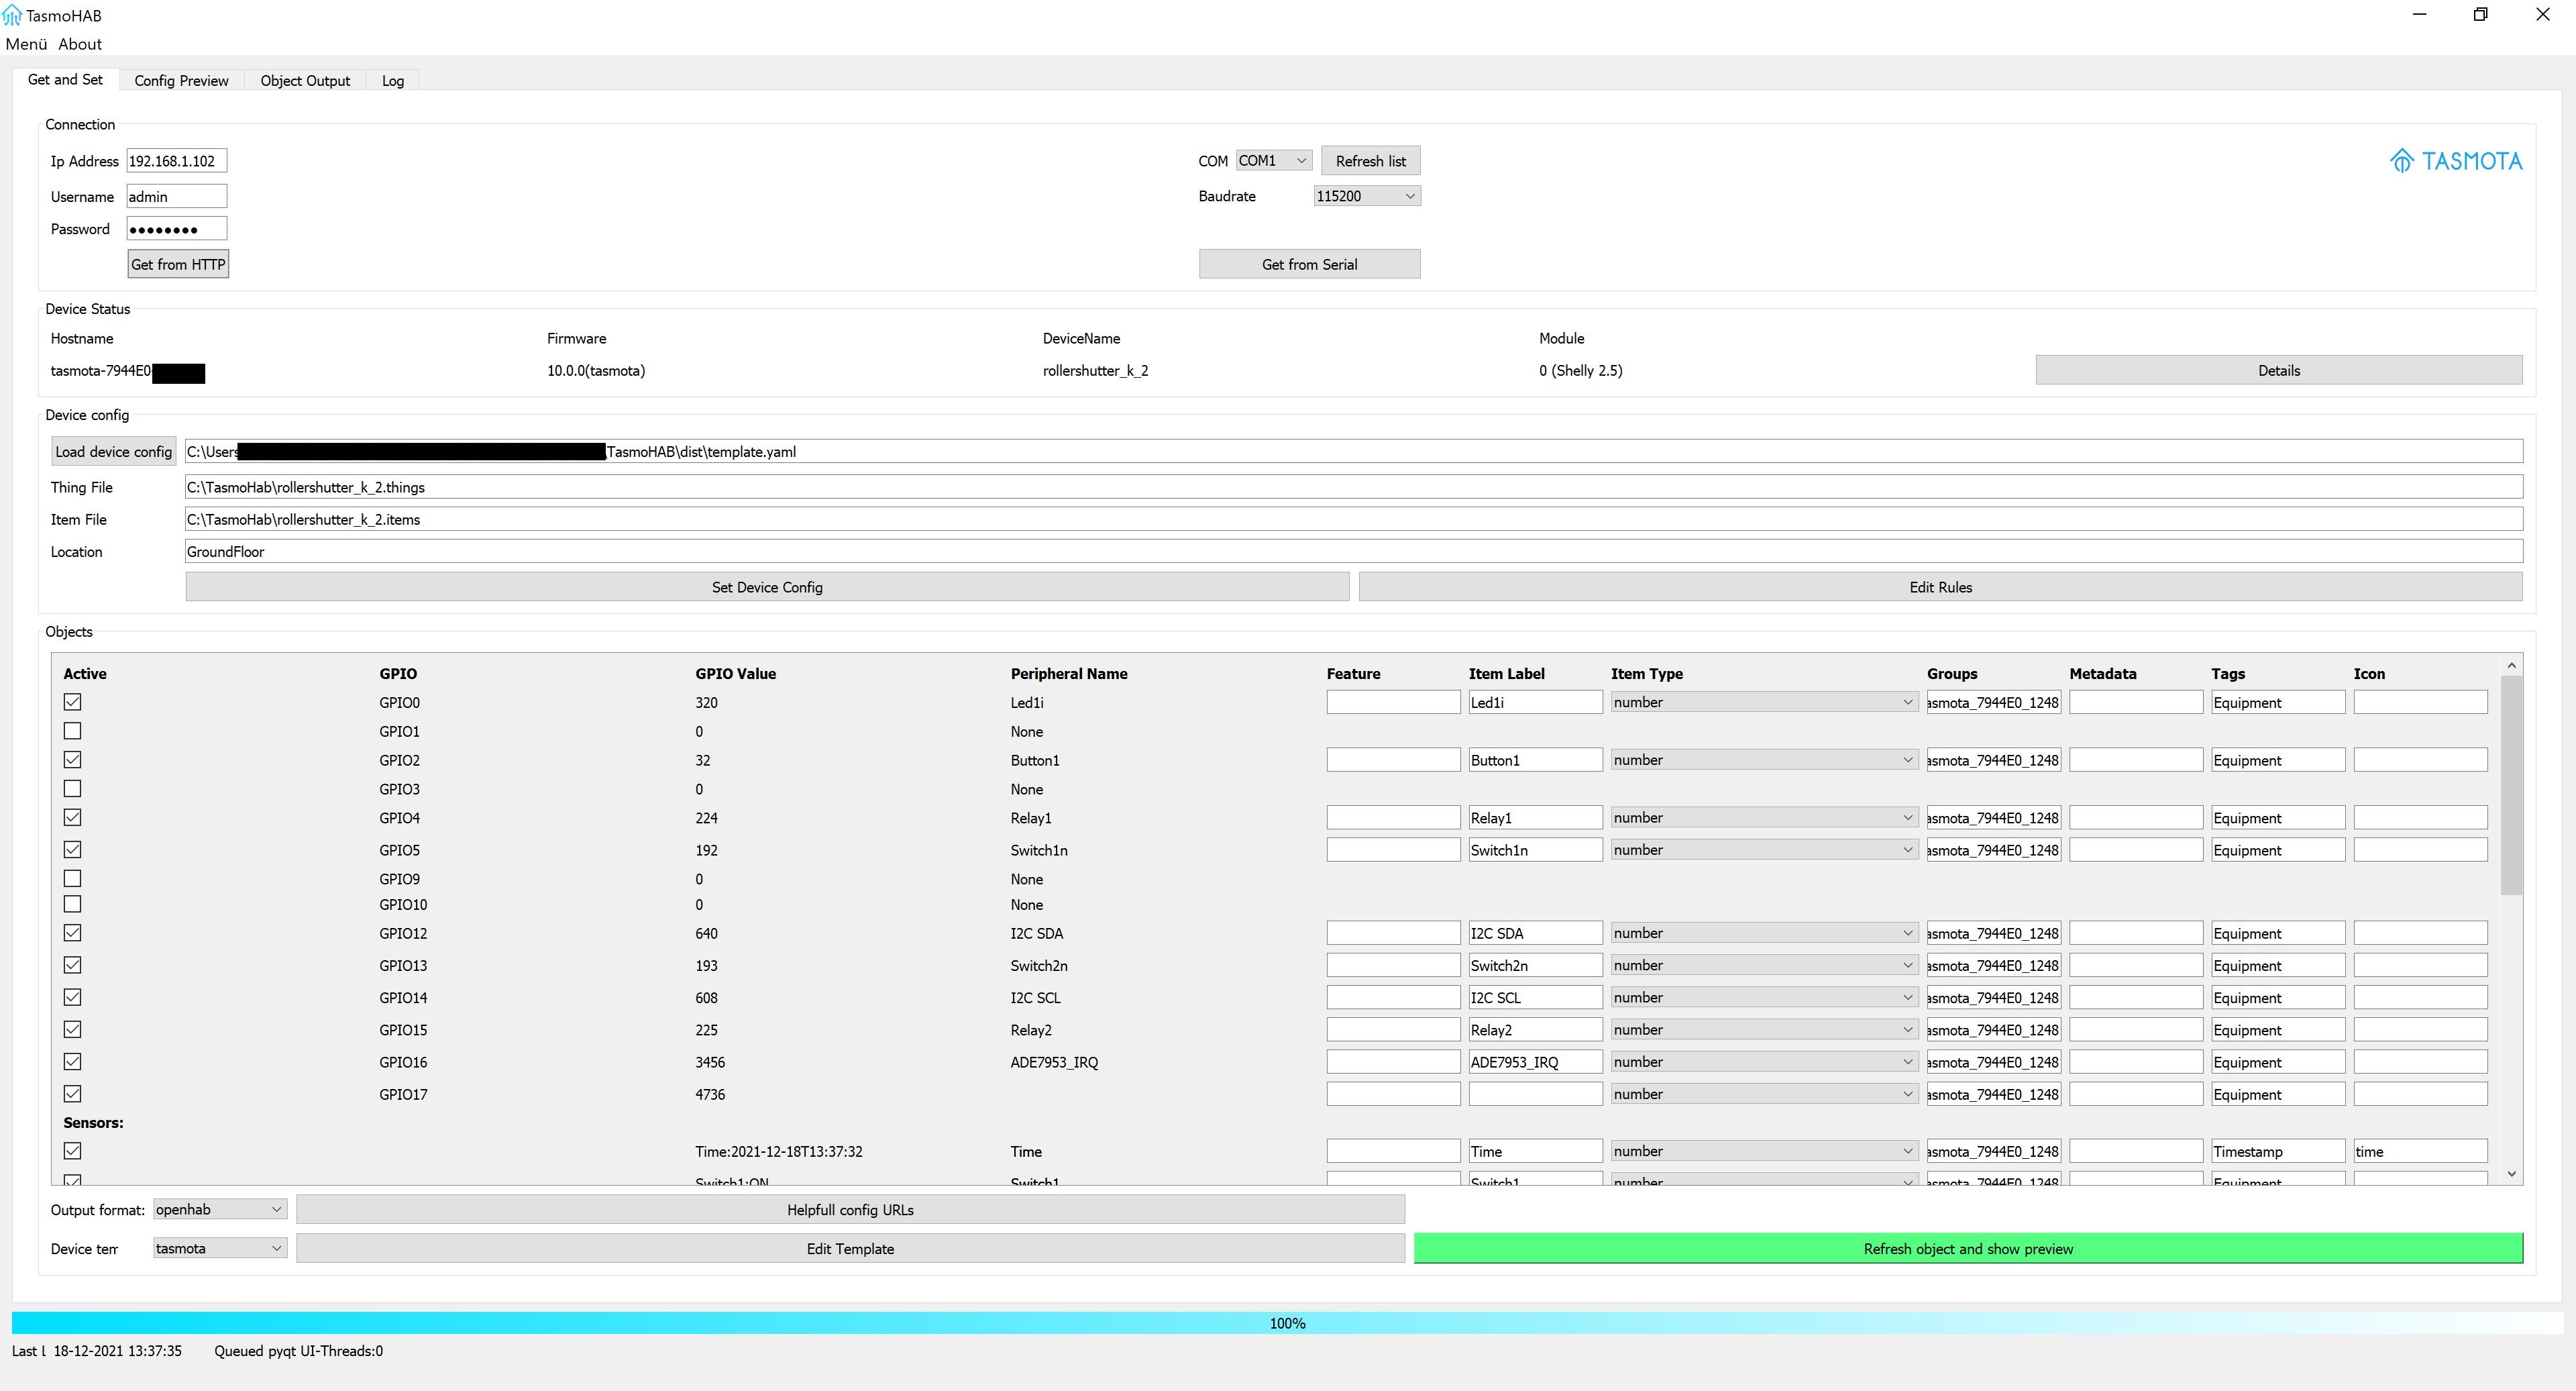 TasmoHAB
Menü About
Get and Set Config Preview Object Output Log
Connection
Ip Address 192.168.1.102 COM COM1 Refresh list TASMOTA
Username admin Baudrate 115200
Password ●●●●●●●●
Get from HTTP Get from Serial
Device Status
Hostname Firmware DeviceName Module
tasmota-7944E0 10.0.0(tasmota) rollershutter_k_2 0 (Shelly 2.5) Details
Device config
Load device config C:\Users TasmoHAB\dist\template.yaml
Thing File C:\TasmoHab\rollershutter_k_2.things
Item File C:\TasmoHab\rollershutter_k_2.items
Location GroundFloor
Set Device Config Edit Rules
Objects
Active GPIO GPIO Value Peripheral Name Feature Item Label Item Type Groups Metadata Tags Icon
GPIO0 320 Led1i Led1i number asmota_7944E0_1248 Equipment
GPIO1 0 None
GPIO2 32 Button1 Button1 number asmota_7944E0_1248 Equipment
GPIO3 0 None
GPIO4 224 Relay1 Relay1 number asmota_7944E0_1248 Equipment
GPIO5 192 Switch1n Switch1n number asmota_7944E0_1248 Equipment
GPIO9 0 None
GPIO10 0 None
GPIO12 640 I2C SDA I2C SDA number asmota_7944E0_1248 Equipment
GPIO13 193 Switch2n Switch2n number asmota_7944E0_1248 Equipment
GPIO14 608 I2C SCL I2C SCL number asmota_7944E0_1248 Equipment
GPIO15 225 Relay2 Relay2 number asmota_7944E0_1248 Equipment
GPIO16 3456 ADE7953_IRQ ADE7953_IRQ number asmota_7944E0_1248 Equipment
GPIO17 4736 number asmota_7944E0_1248 Equipment
Sensors:
Time:2021-12-18T13:37:32 Time Time number asmota_7944E0_1248 Timestamp time
Switch1:ON Switch1 Switch1 number asmota_7944E0_1248 Equipment
Output format: openhab Helpfull config URLs
Device tem tasmota Edit Template Refresh object and show preview
100%
Last 18-12-2021 13:37:35 Queued pyqt UI-Threads:0